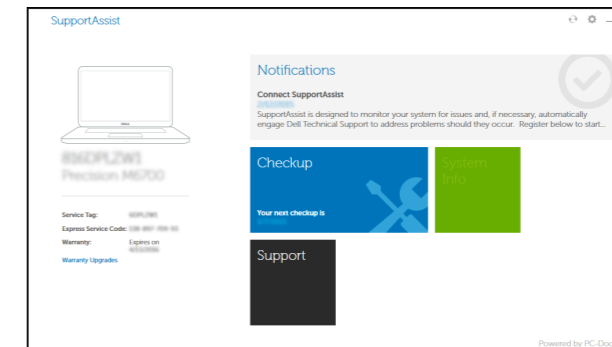 SupportAssist
Notifications
Connect SupportAssist
SupportAssist is designed to monitor your system for issues and, if necessary, automatically
engage Dell Technical Support to address problems should they occur. Register below to start...
Precision M6700
Checkup
System
Info
Your next checkup is
Service Tag:
Express Service Code:
Warranty: Expires on
Warranty Upgrades
Support
Powered by PC-Doc